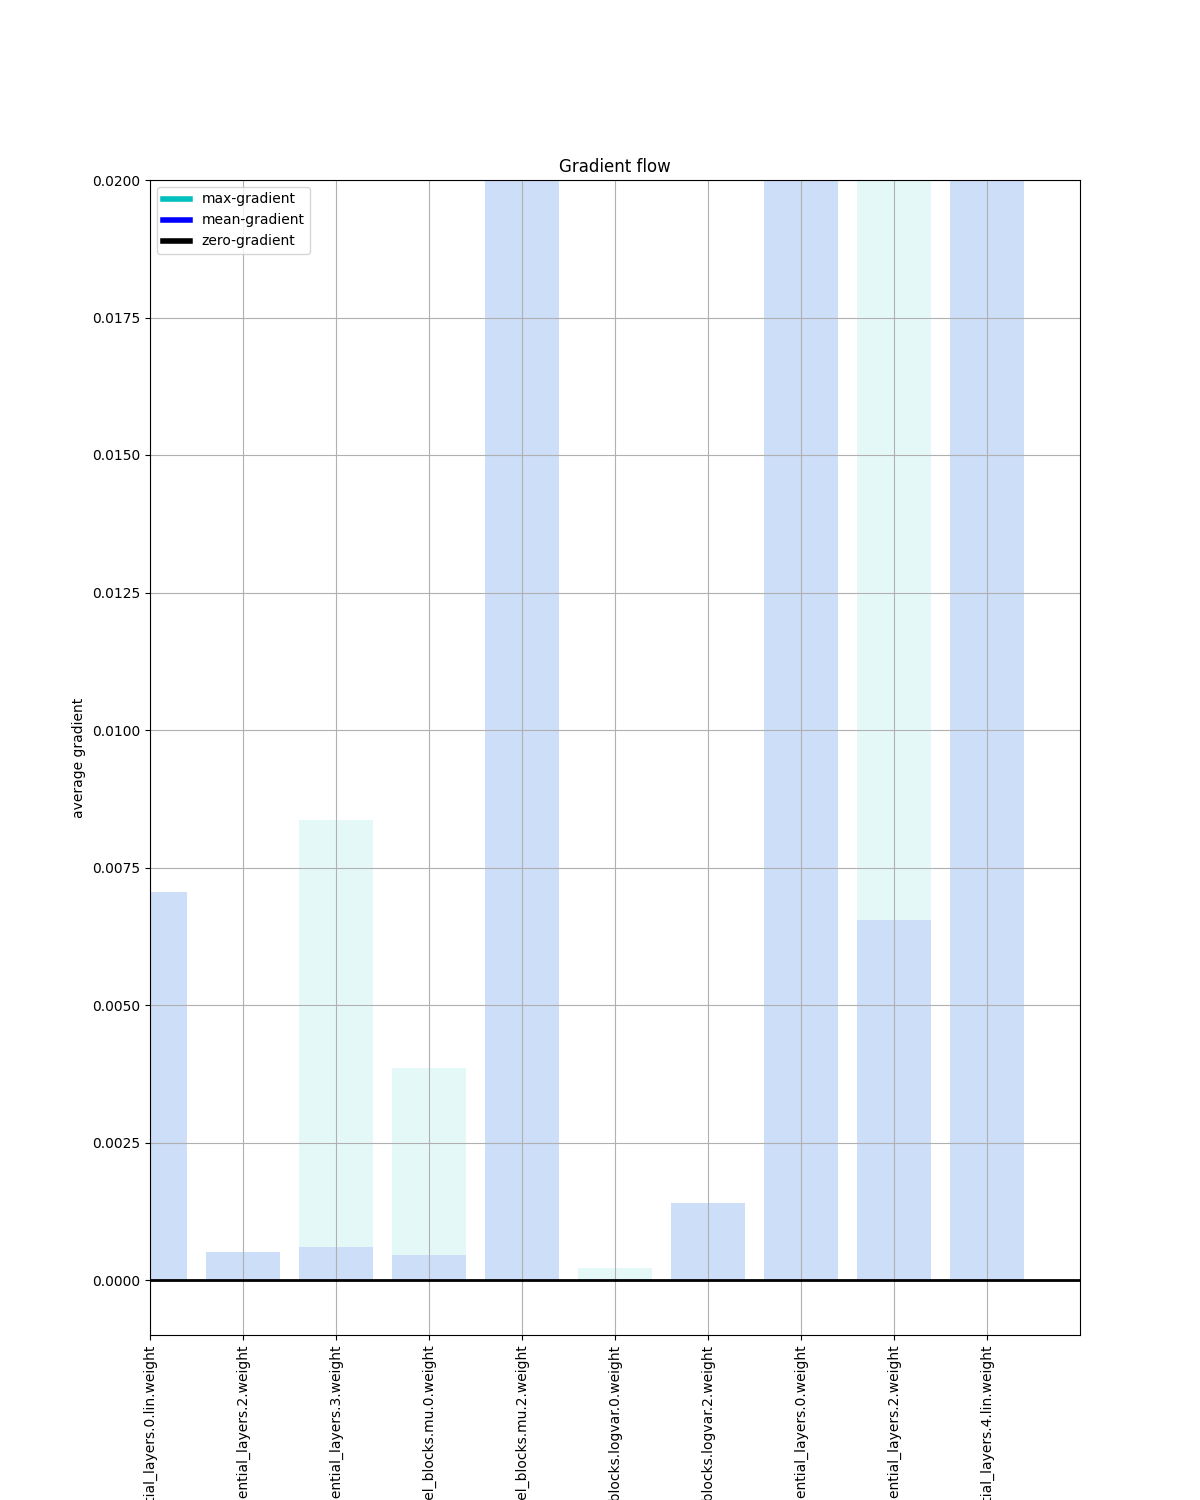 Gradient flow
max-gradient
mean-gradient
zero-gradient
0.0200
0.0175
0.0150
0.0125
0.0100
0.0075
0.0050
0.0025
0.0000
average gradient
tial_layers.0.lin.weight
ential_layers.2.weight
ential_layers.3.weight
el_blocks.mu.0.weight
el_blocks.mu.2.weight
blocks.logvar.0.weight
blocks.logvar.2.weight
ential_layers.0.weight
ential_layers.2.weight
tial_layers.4.lin.weight